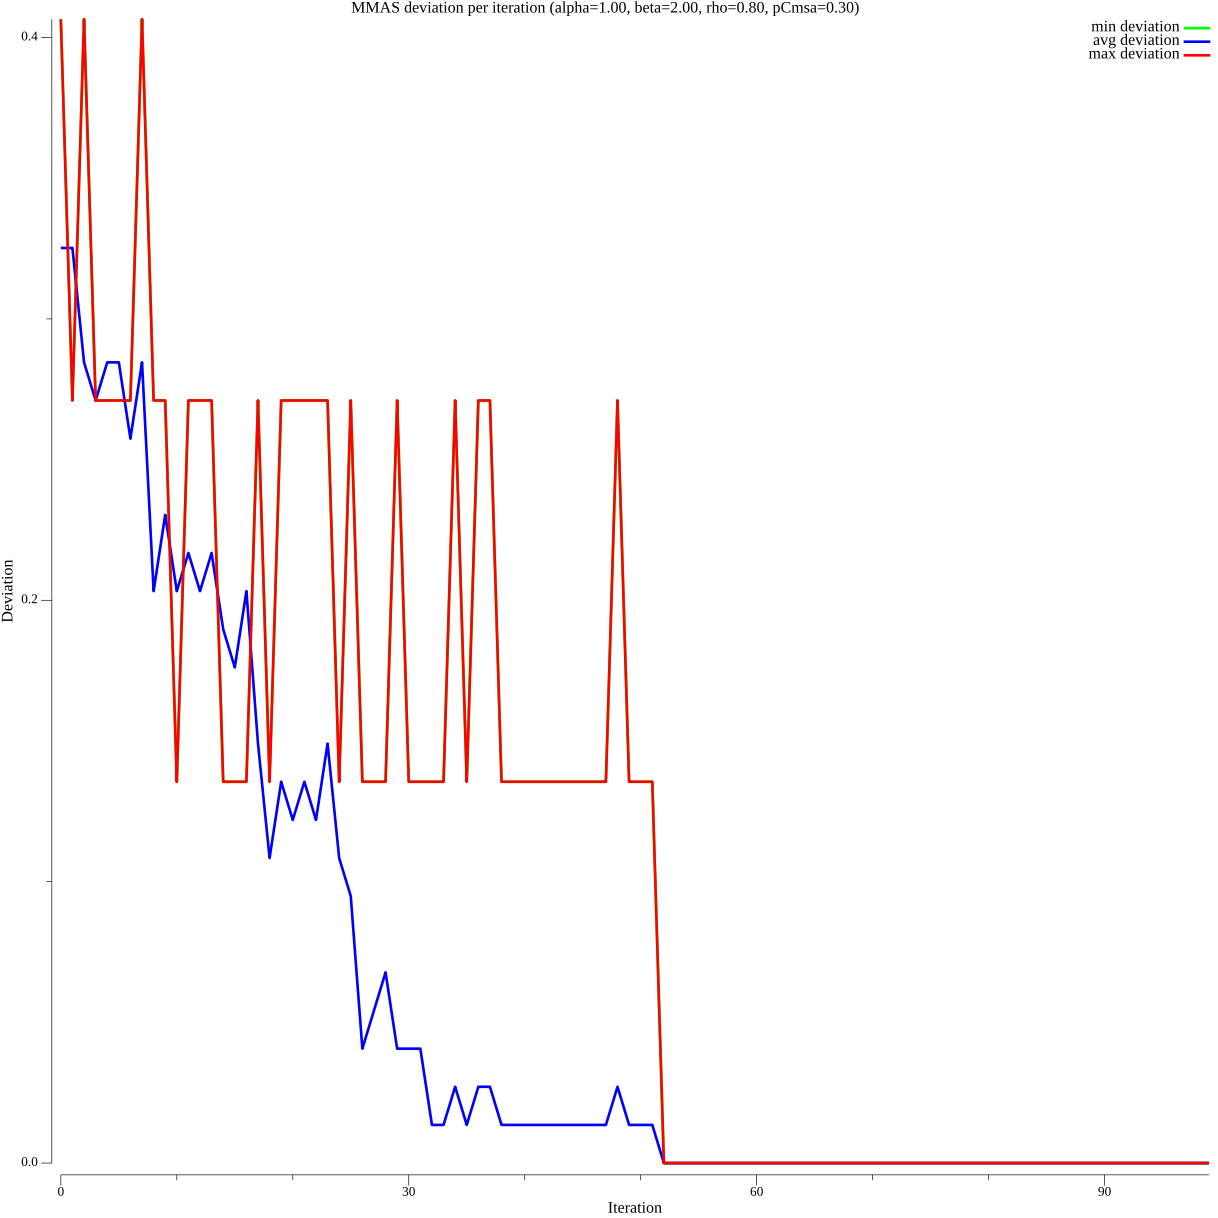 MMAS deviation per iteration (alpha=1.00, beta=2.00, rho=0.80, pCmsa=0.30)
min deviation
avg deviation
max deviation
0.4
0.2
0.0
Deviation
0 30 60 90
Iteration